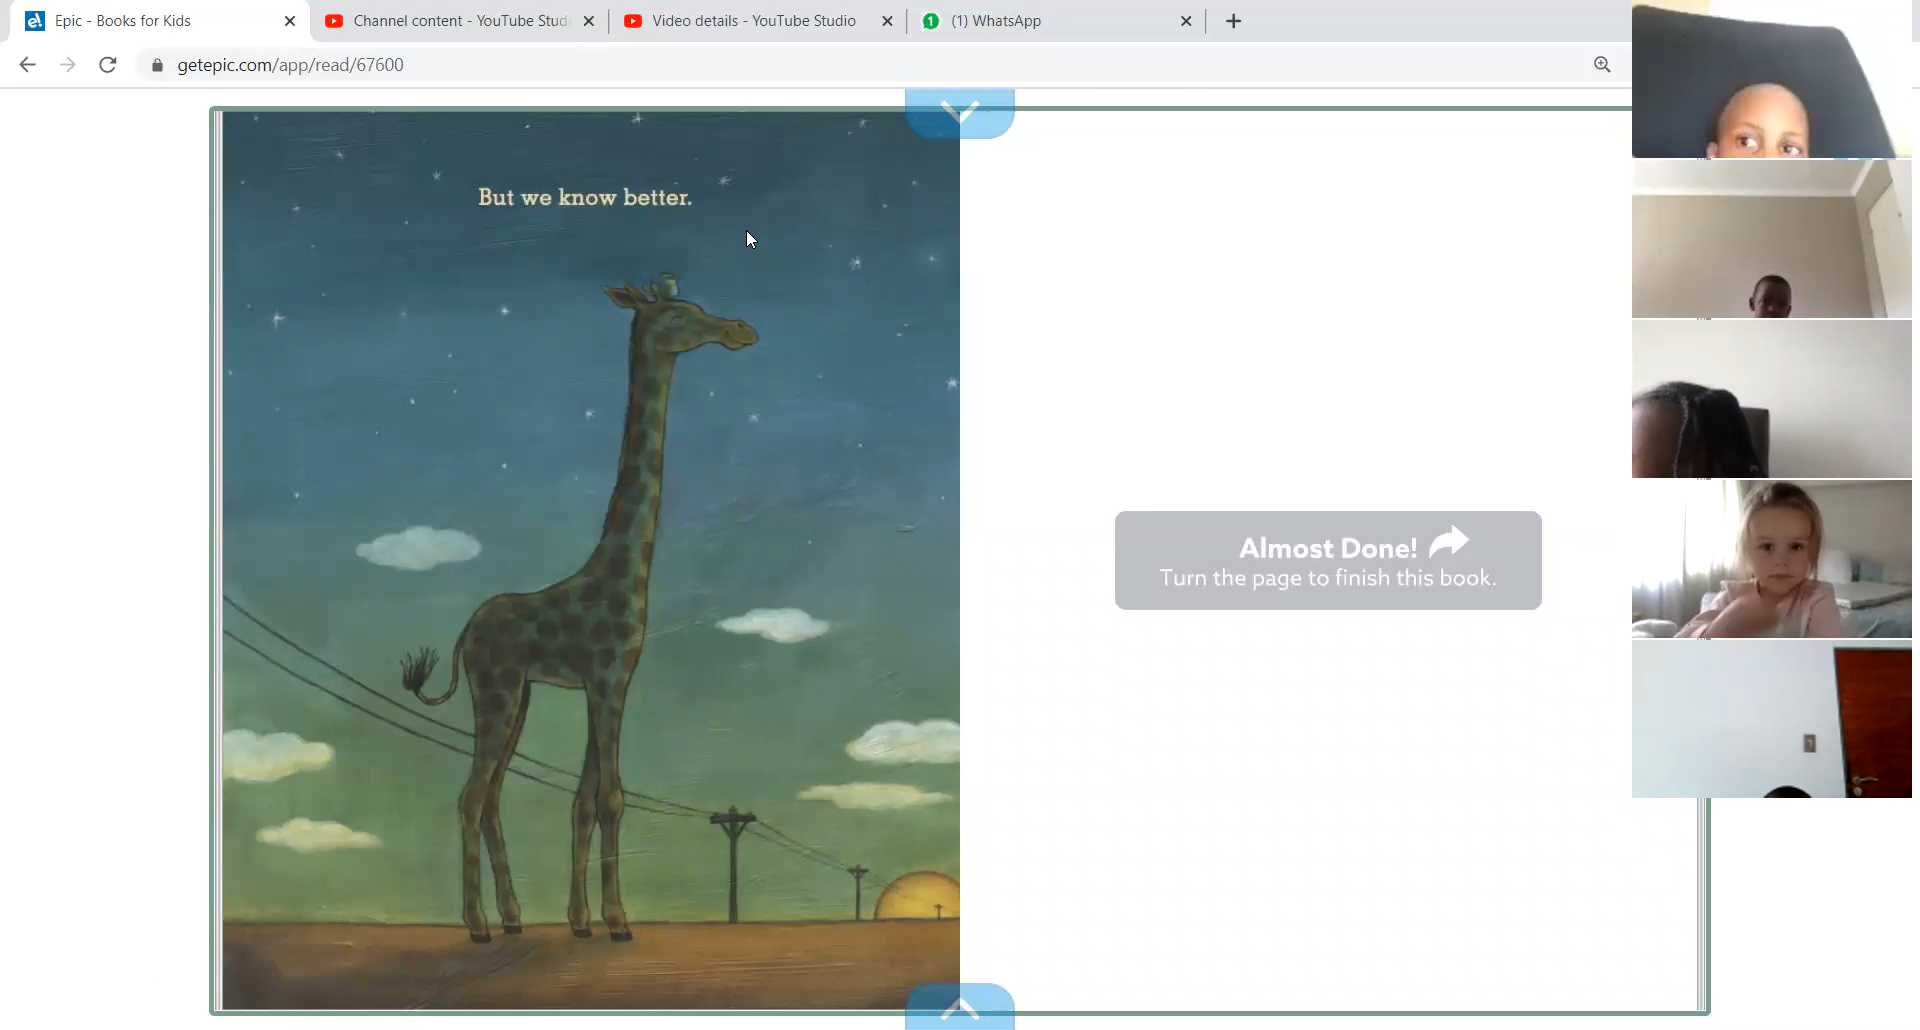 Epic - Books for Kids
Channel content - YouTube Stud
Video details - YouTube Studio
1
(1) WhatsApp
getepic.com/app/read/67600
But we know better.
Almost Done!
Turn the page to finish this book.